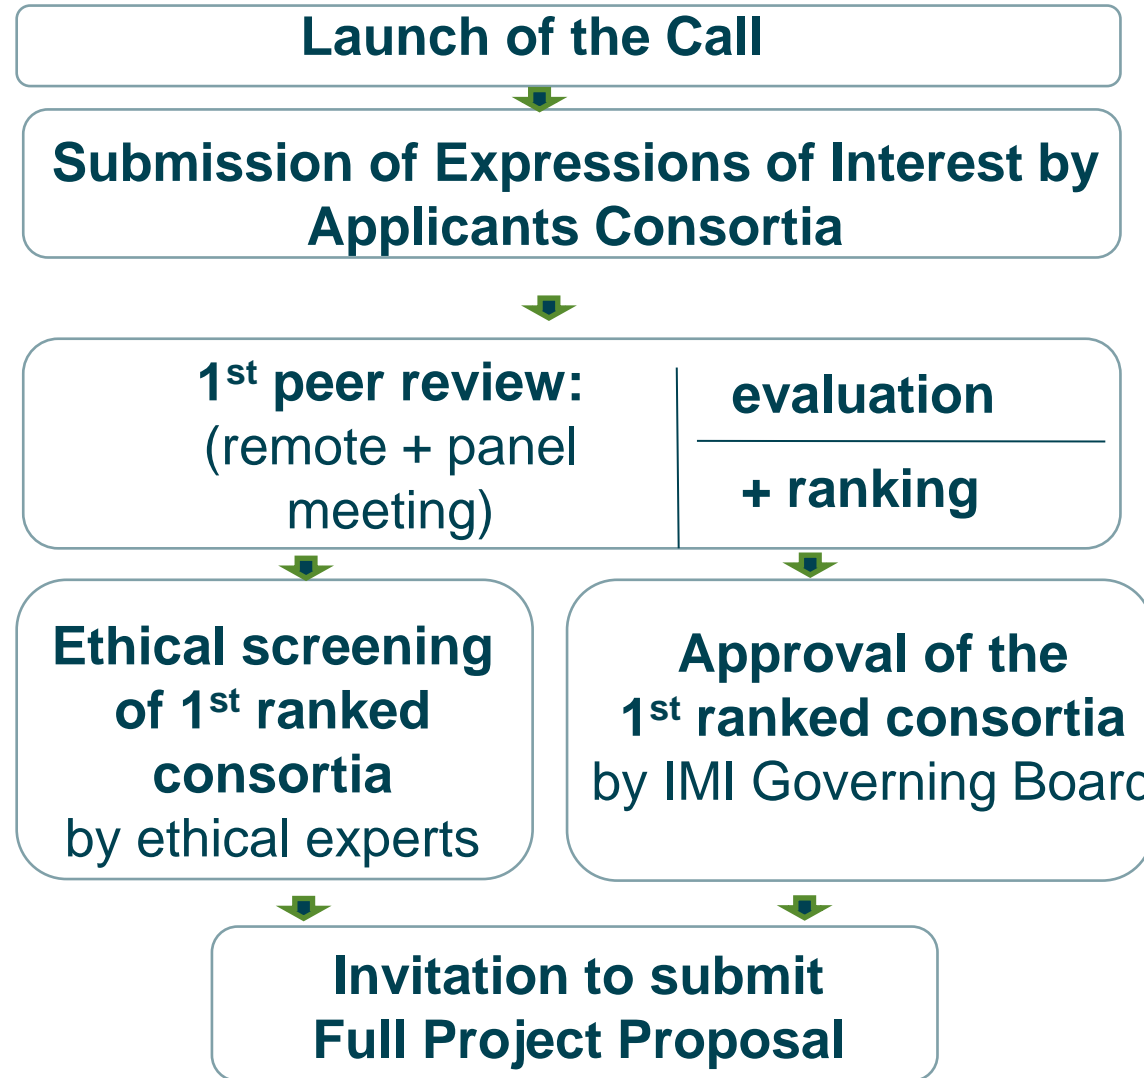 Launch of the Call
Submission of Expressions of Interest by
Applicants Consortia
1st peer review:
(remote + panel
meeting)
evaluation
+ ranking
Ethical screening
of 1st ranked
consortia
by ethical experts
Approval of the
1st ranked consortia
by IMI Governing Board
Invitation to submit
Full Project Proposal